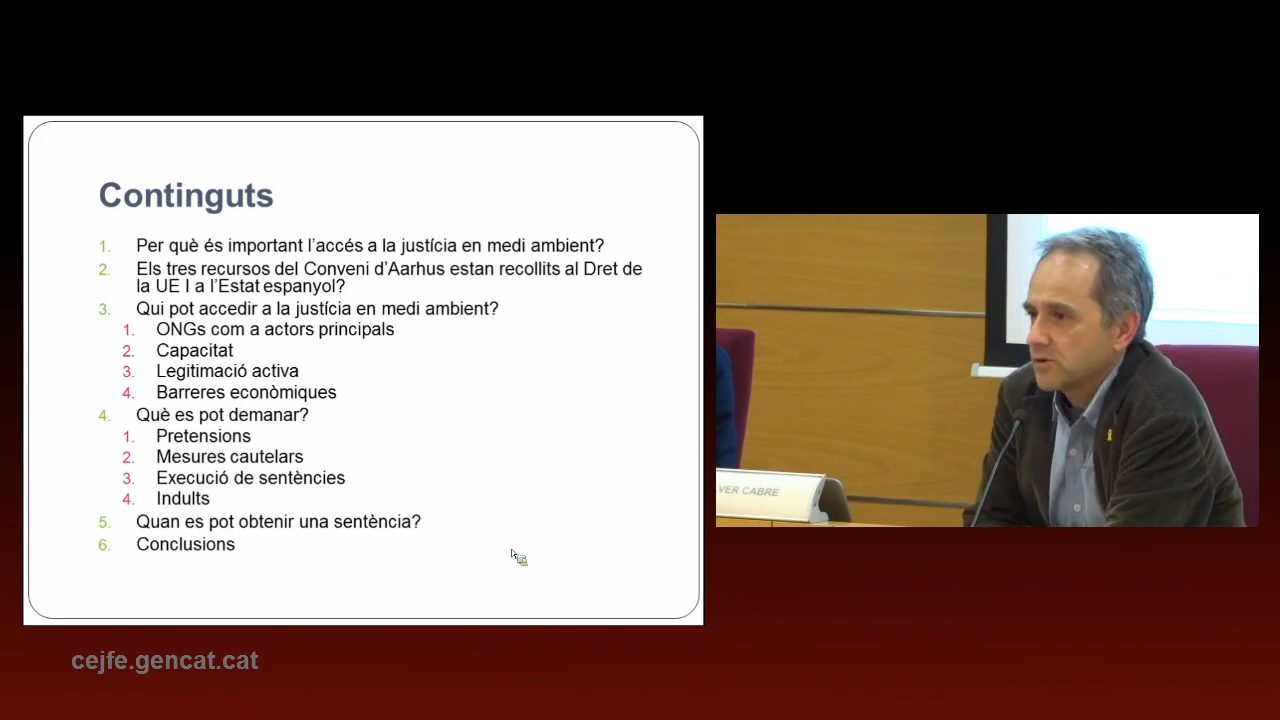 Continguts
1. Per què és important l'accés a la justícia en medi ambient?
2. Els tres recursos del Conveni d'Aarhus estan recollits al Dret de
la UE I a l'Estat espanyol?
3. Qui pot accedir a la justícia en medi ambient?
1. ONGs com a actors principals
2. Capacitat
3. Legitimació activa
4. Barreres econòmiques
4. Què es pot demanar?
1. Pretensions
2. Mesures cautelars
3. Execució de sentències
4. Indults
5. Quan es pot obtenir una sentència?
6. Conclusions
VER CABRÉ
cejfe.gencat.cat